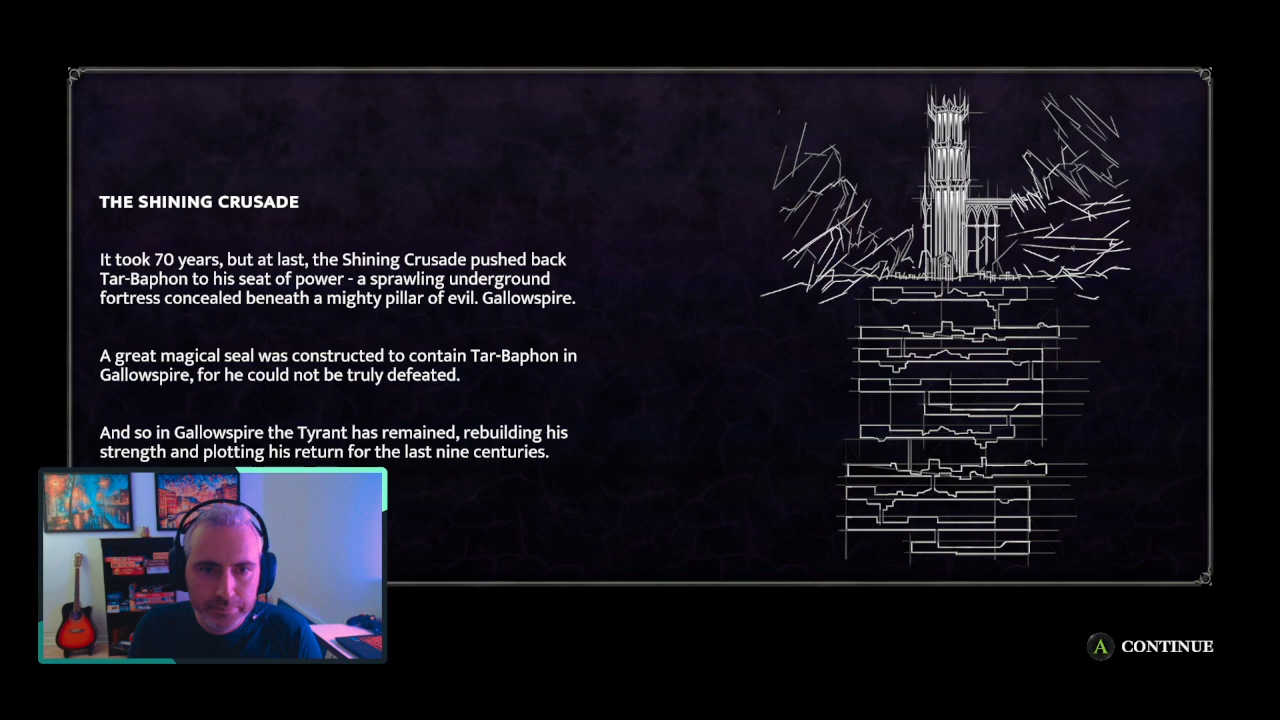 THE SHINING CRUSADE
It took 70 years, but at last, the Shining Crusade pushed back
Tar-Baphon to his seat of power - a sprawling underground
fortress concealed beneath a mighty pillar of evil. Gallowspire.
A great magical seal was constructed to contain Tar-Baphon in
Gallowspire, for he could not be truly defeated.
And so in Gallowspire the Tyrant has remained, rebuilding his
strength and plotting his return for the last nine centuries.
A CONTINUE